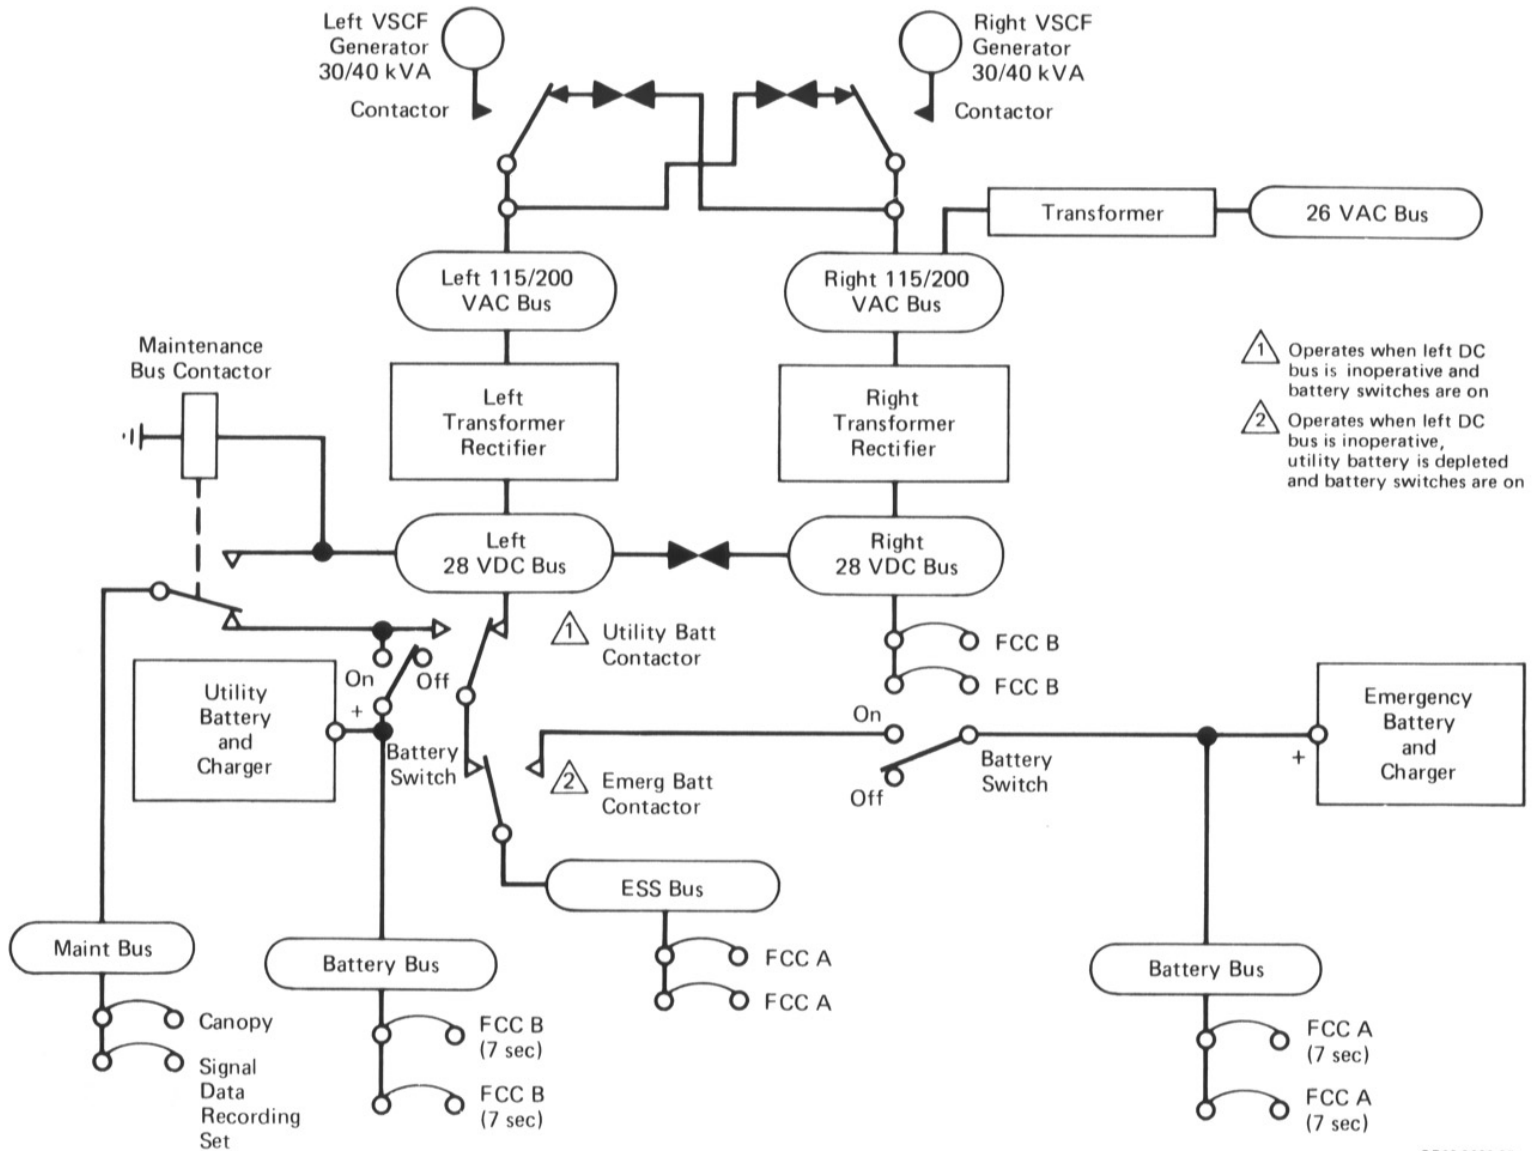 Left VSCF
Generator
30/40 kVA
Contactor
Right VSCF
Generator
30/40 kVA
Contactor
Transformer
26 VAC Bus
Left 115/200
VAC Bus
Right 115/200
VAC Bus
Maintenance
Bus Contactor
Left
Transformer
Rectifier
Right
Transformer
Rectifier
1 Operates when left DC
bus is inoperative and
battery switches are on
2 Operates when left DC
bus is inoperative,
utility battery is depleted
and battery switches are on
Left
28 VDC Bus
Right
28 VDC Bus
1 Utility Batt
Contactor
FCC B
FCC B
Utility
Battery
and
Charger
On
Off
+
Battery
Switch
2 Emerg Batt
Contactor
On
Off
Battery
Switch
+
Emergency
Battery
and
Charger
ESS Bus
FCC A
FCC A
Maint Bus
Canopy
Signal
Data
Recording
Set
Battery Bus
FCC B
(7 sec)
FCC B
(7 sec)
Battery Bus
FCC A
(7 sec)
FCC A
(7 sec)